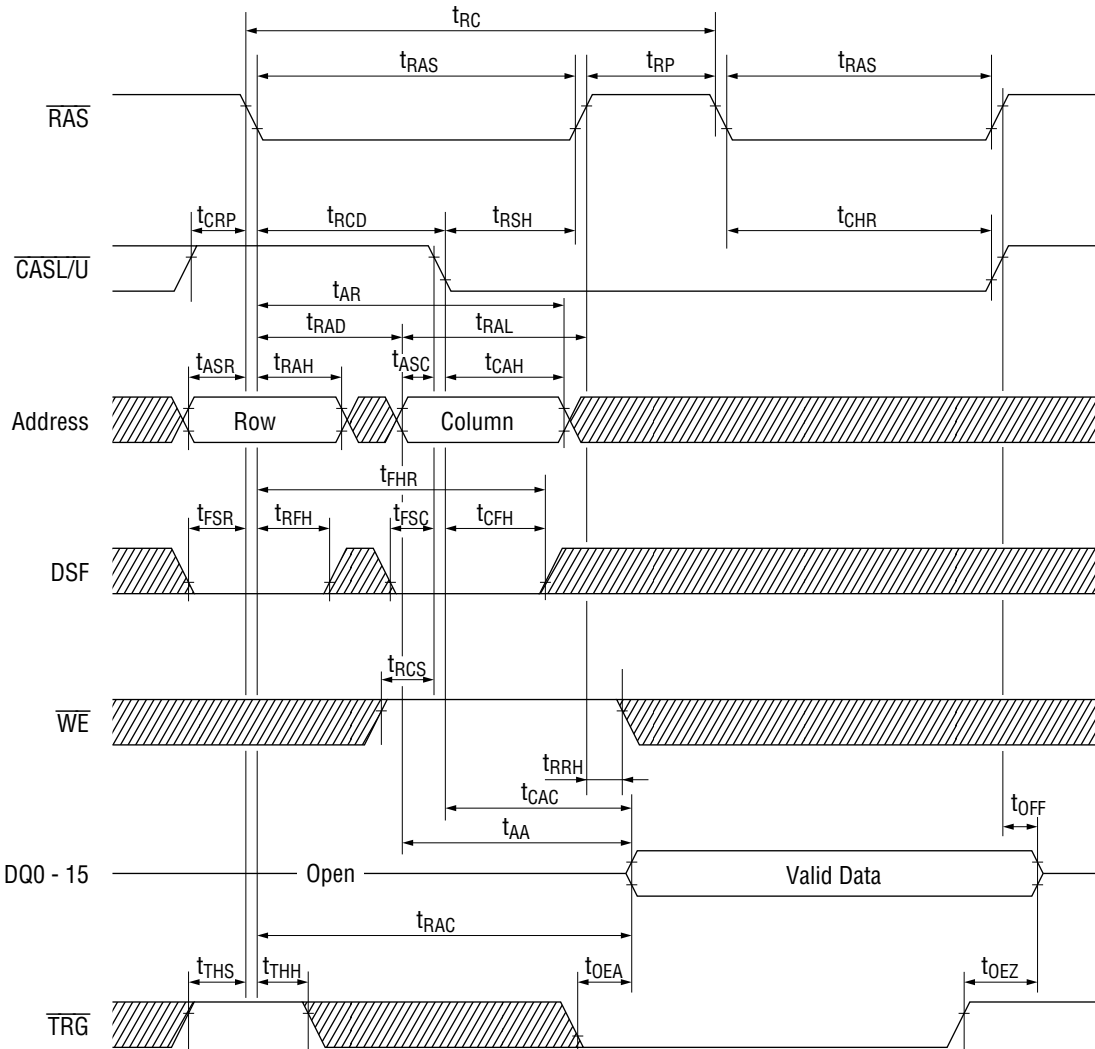 tRC
tRAS tRP tRAS
RAS
tCRP tRCD tRSH tCHR
CASL/U
tAR
tRAD tRAL
tASR tRAH tASC tCAH
Address Row Column
tFHR
tFSR tRFH tFSC tCFH
DSF
tRCS
WE
tRRH
tCAC tOFF
tAA
DQ0 - 15 Open Valid Data
tRAC
tTHS tTHH tOEA tOEZ
TRG